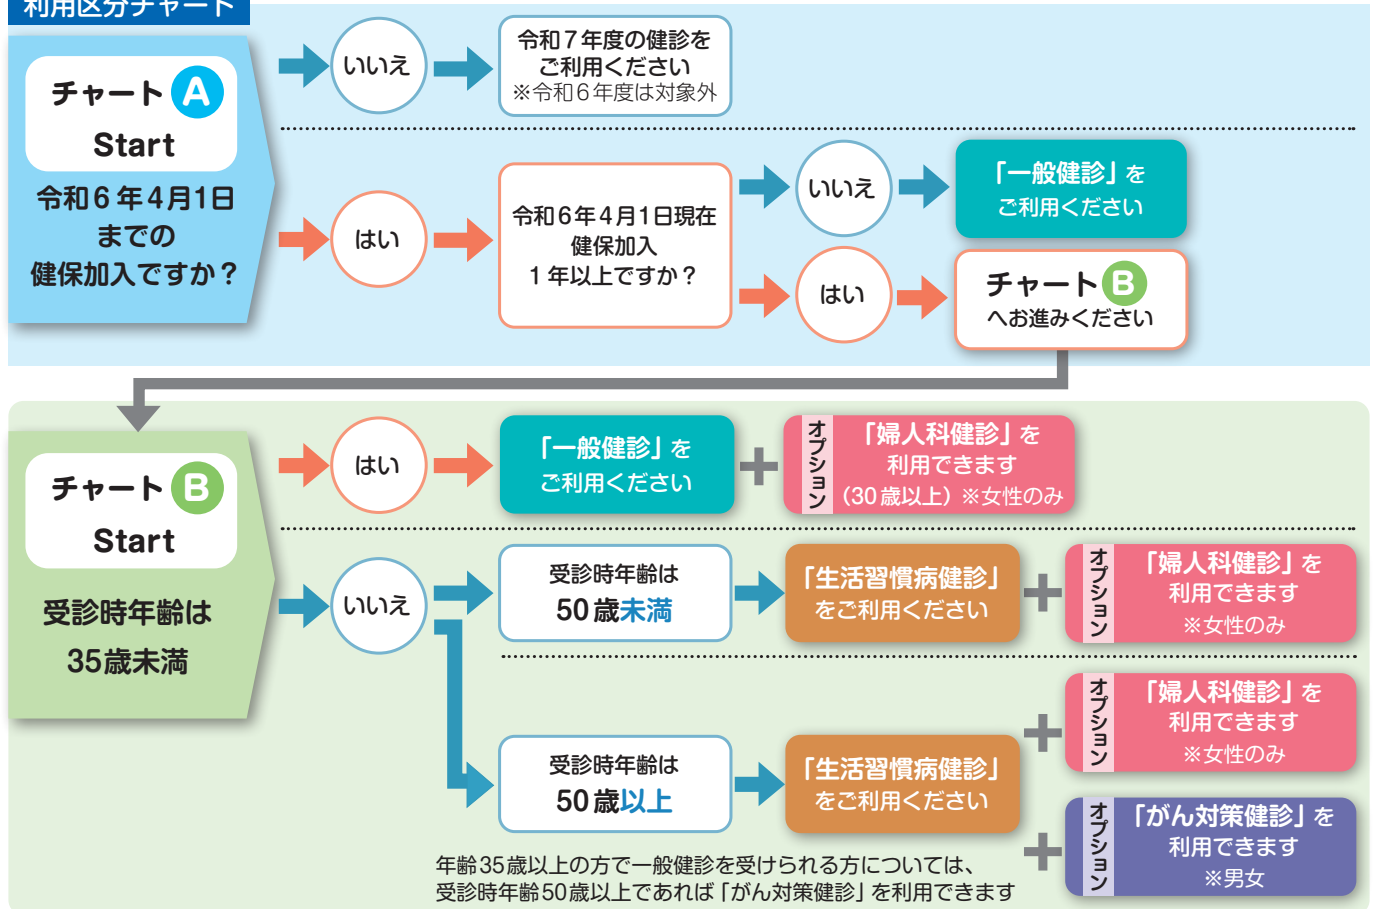 利用区分チャート
チャート A
Start
令和6年4月1日
までの
健保加入ですか？
いいえ
令和7年度の健診を
ご利用ください
※令和6年度は対象外
はい
令和6年4月1日現在
健保加入
1年以上ですか？
いいえ
「一般健診」を
ご利用ください
はい
チャート B
へお進みください
チャート B
Start
受診時年齢は
35歳未満
はい
「一般健診」を
ご利用ください
オプション
「婦人科健診」を
利用できます
（30歳以上）※女性のみ
いいえ
受診時年齢は
50歳未満
「生活習慣病健診」
をご利用ください
オプション
「婦人科健診」を
利用できます
※女性のみ
受診時年齢は
50歳以上
「生活習慣病健診」
をご利用ください
オプション
「婦人科健診」を
利用できます
※女性のみ
オプション
「がん対策健診」を
利用できます
※男女
年齢35歳以上の方で一般健診を受けられる方については、
受診時年齢50歳以上であれば「がん対策健診」を利用できます